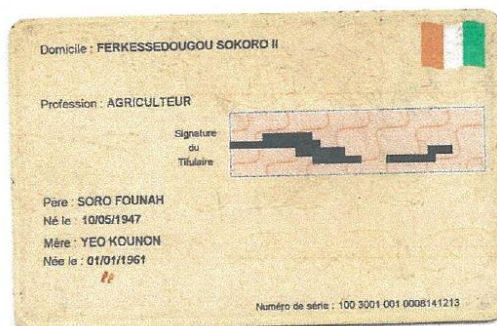 Domicile : FERKESSEDOUGOU SOKORO II
Profession : AGRICULTEUR
Signature
du
Titulaire
Père : SORO FOUNAH
Né le : 10/05/1947
Mère : YEO KOUNON
Née le : 01/01/1961
Numéro de série : 100 3001 001 0008141213